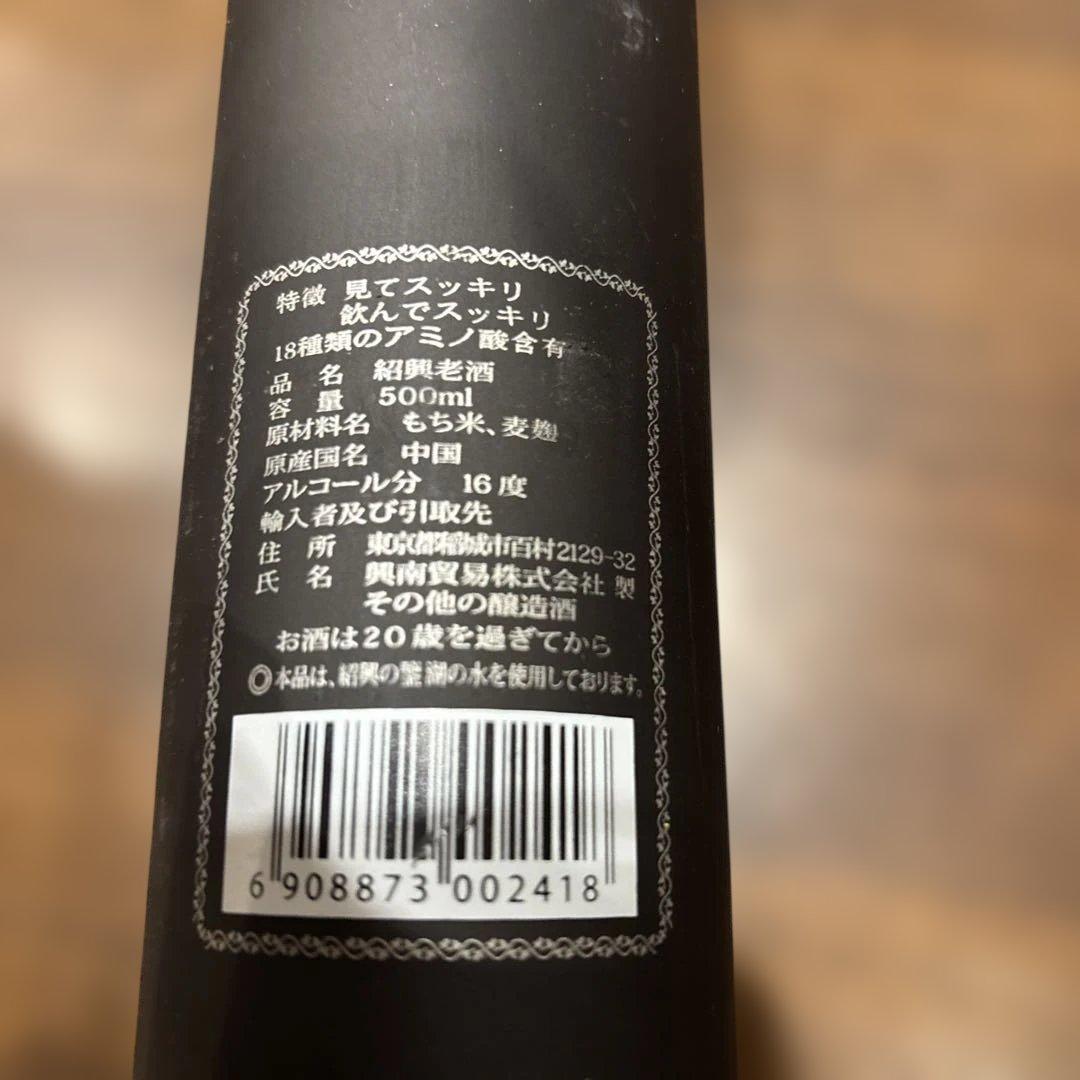 特徴 見てスッキリ
飲んでスッキリ
18種類のアミノ酸含有
品 名 紹興老酒
容 量 500ml
原材料名 もち米、麦麹
原産国名 中国
アルコール分 16度
輸入者及び引取先
住 所 東京都稲城市百村2129-32
氏 名 興南貿易株式会社 製
その他の醸造酒
お酒は20歳を過ぎてから
◎本品は、紹興の鑒湖の水を使用しております。
6 908873 002418